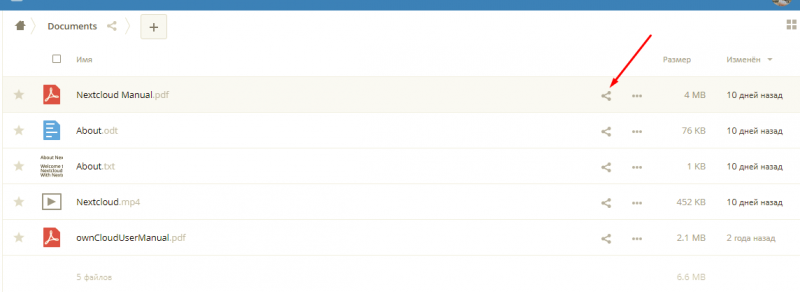 Documents
+
Имя Размер Изменён
Nextcloud Manual.pdf 4 MB 10 дней назад
About.odt 76 KB 10 дней назад
About Nex
Welcome t
Nextcloud
With Nextc
About.txt 1 KB 10 дней назад
Nextcloud.mp4 452 KB 10 дней назад
ownCloudUserManual.pdf 2.1 MB 2 года назад
5 файлов 6.6 MB